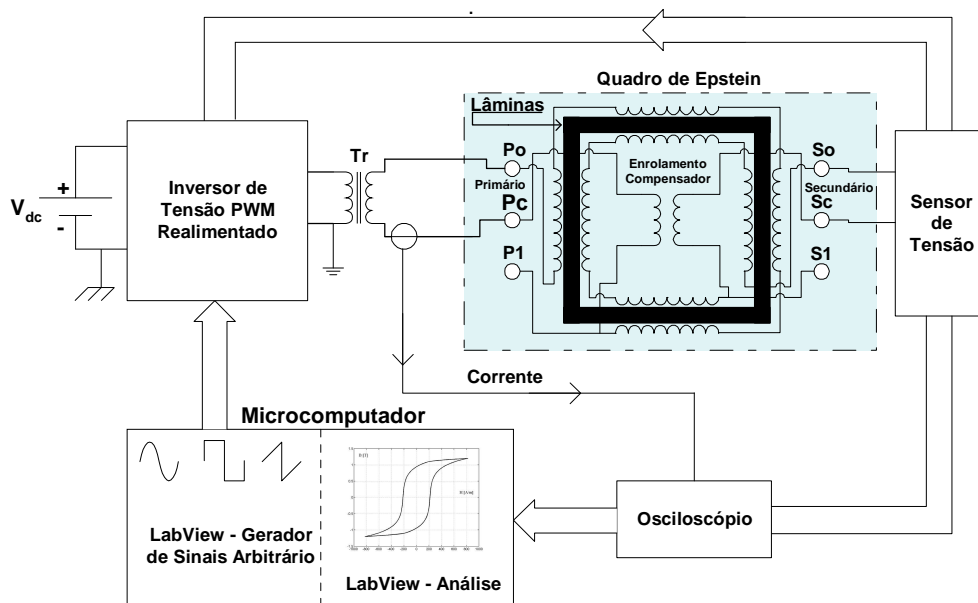 Quadro de Epstein
Lâminas
Tr
Po
So
Enrolamento
Compensador
Primário
Secundário
Pc
Sc
P1
S1
+
Vdc
-
Inversor de
Tensão PWM
Realimentado
Sensor
de
Tensão
Corrente
Microcomputador
LabView - Gerador
de Sinais Arbitrário
LabView - Análise
Osciloscópio